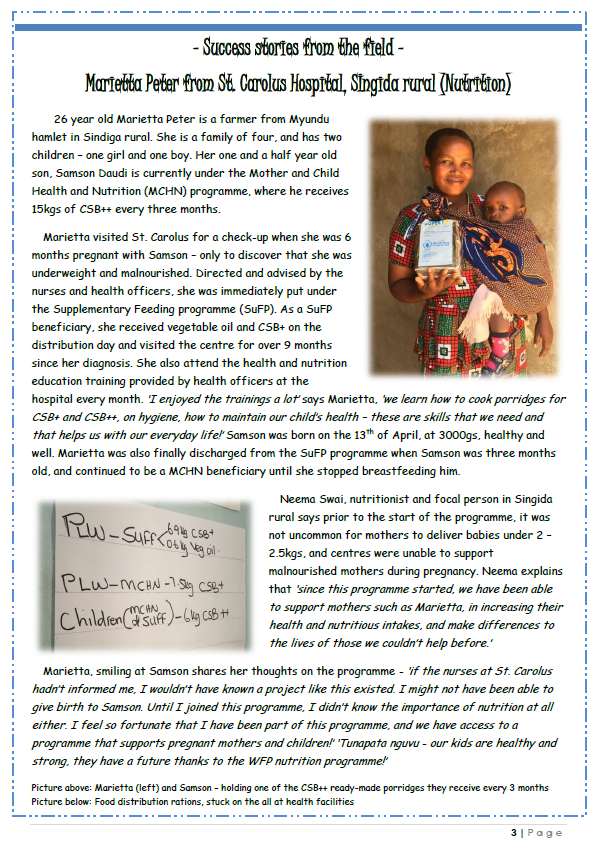 - Success stories from the field -
Marietta Peter from St. Carolus Hospital, Singida rural (Nutrition)
26 year old Marietta Peter is a farmer from Myundu
hamlet in Sindiga rural. She is a family of four, and has two
children – one girl and one boy. Her one and a half year old
son, Samson Daudi is currently under the Mother and Child
Health and Nutrition (MCHN) programme, where he receives
15kgs of CSB++ every three months.
Marietta visited St. Carolus for a check-up when she was 6
months pregnant with Samson – only to discover that she was
underweight and malnourished. Directed and advised by the
nurses and health officers, she was immediately put under
the Supplementary Feeding programme (SuFP). As a SuFP
beneficiary, she received vegetable oil and CSB+ on the
distribution day and visited the centre for over 9 months
since her diagnosis. She also attend the health and nutrition
education training provided by health officers at the
hospital every month. 'I enjoyed the trainings a lot' says Marietta, 'we learn how to cook porridges for
CSB+ and CSB++, on hygiene, how to maintain our child's health – these are skills that we need and
that helps us with our everyday life!' Samson was born on the 13th of April, at 3000gs, healthy and
well. Marietta was also finally discharged from the SuFP programme when Samson was three months
old, and continued to be a MCHN beneficiary until she stopped breastfeeding him.
PLW – SUFF < 6.9 kg CSB+
0.6 kg Veg oil.
PLW – MCHN – 7.5kg CSB+
Children (MCHN
SUFF) – 6 kg CSB ++
Neema Swai, nutritionist and focal person in Singida
rural says prior to the start of the programme, it was
not uncommon for mothers to deliver babies under 2 –
2.5kgs, and centres were unable to support
malnourished mothers during pregnancy. Neema explains
that 'since this programme started, we have been able
to support mothers such as Marietta, in increasing their
health and nutritious intakes, and make differences to
the lives of those we couldn't help before.'
Marietta, smiling at Samson shares her thoughts on the programme - 'if the nurses at St. Carolus
hadn't informed me, I wouldn't have known a project like this existed. I might not have been able to
give birth to Samson. Until I joined this programme, I didn't know the importance of nutrition at all
either. I feel so fortunate that I have been part of this programme, and we have access to a
programme that supports pregnant mothers and children!' 'Tunapata nguvu - our kids are healthy and
strong, they have a future thanks to the WFP nutrition programme!'
Picture above: Marietta (left) and Samson – holding one of the CSB++ ready-made porridges they receive every 3 months
Picture below: Food distribution rations, stuck on the all at health facilities
3 | Page